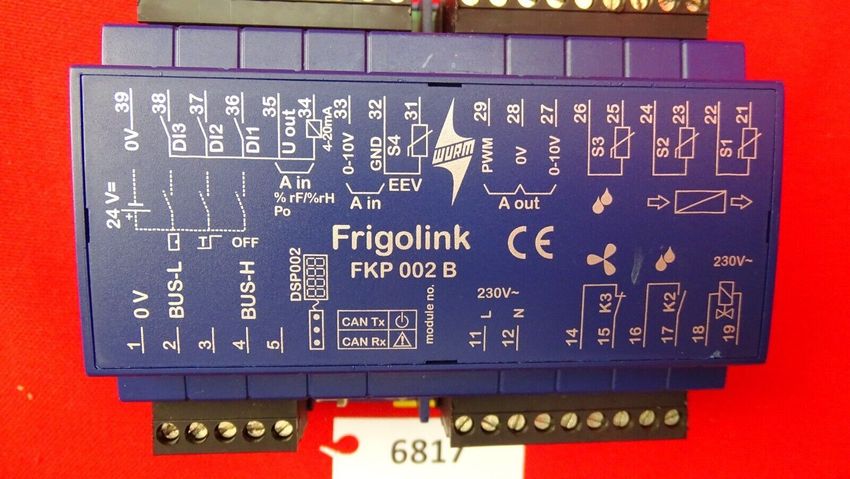 39 38 37 36 35 34 33 32 31 29 28 27 26 25 24 23 22 21
0V DI3 DI2 DI1 U out 4-20mA 0-10V GND S4 WURM PWM 0V 0-10V S3 S2 S1
24 V=
+
A in
% rF/%rH
Po
A in
EEV
A out
OFF
Frigolink
FKP 002 B
CE
0 V BUS-L BUS-H
DSP002
CAN Tx
CAN Rx
module no.
230V~
L N
K3 K2
230V~
1 2 3 4 5 11 12 14 15 16 17 18 19
6817